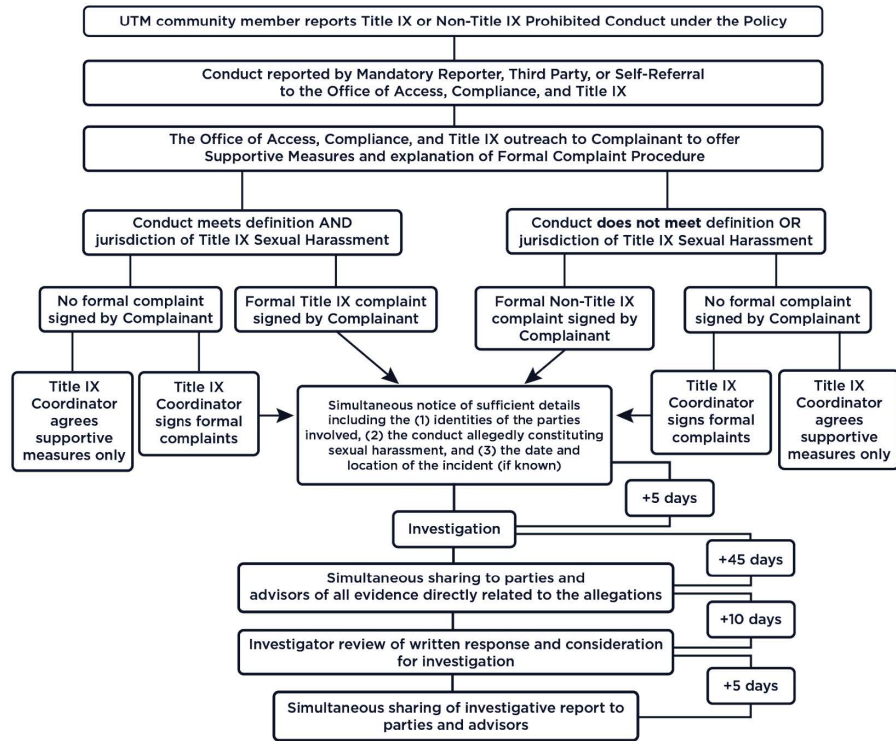 UTM community member reports Title IX or Non-Title IX Prohibited Conduct under the Policy
Conduct reported by Mandatory Reporter, Third Party, or Self-Referral
to the Office of Access, Compliance, and Title IX
The Office of Access, Compliance, and Title IX outreach to Complainant to offer
Supportive Measures and explanation of Formal Complaint Procedure
Conduct meets definition AND
jurisdiction of Title IX Sexual Harassment
Conduct does not meet definition OR
jurisdiction of Title IX Sexual Harassment
No formal complaint
signed by Complainant
Formal Title IX complaint
signed by Complainant
Formal Non-Title IX
complaint signed by
Complainant
No formal complaint
signed by Complainant
Title IX
Coordinator
agrees
supportive
measures only
Title IX
Coordinator
signs formal
complaints
Simultaneous notice of sufficient details
including the (1) identities of the parties
involved, (2) the conduct allegedly constituting
sexual harassment, and (3) the date and
location of the incident (if known)
Title IX
Coordinator
signs formal
complaints
Title IX
Coordinator
agrees
supportive
measures only
+5 days
Investigation
+45 days
Simultaneous sharing to parties and
advisors of all evidence directly related to the allegations
+10 days
Investigator review of written response and consideration
for investigation
+5 days
Simultaneous sharing of investigative report to
parties and advisors